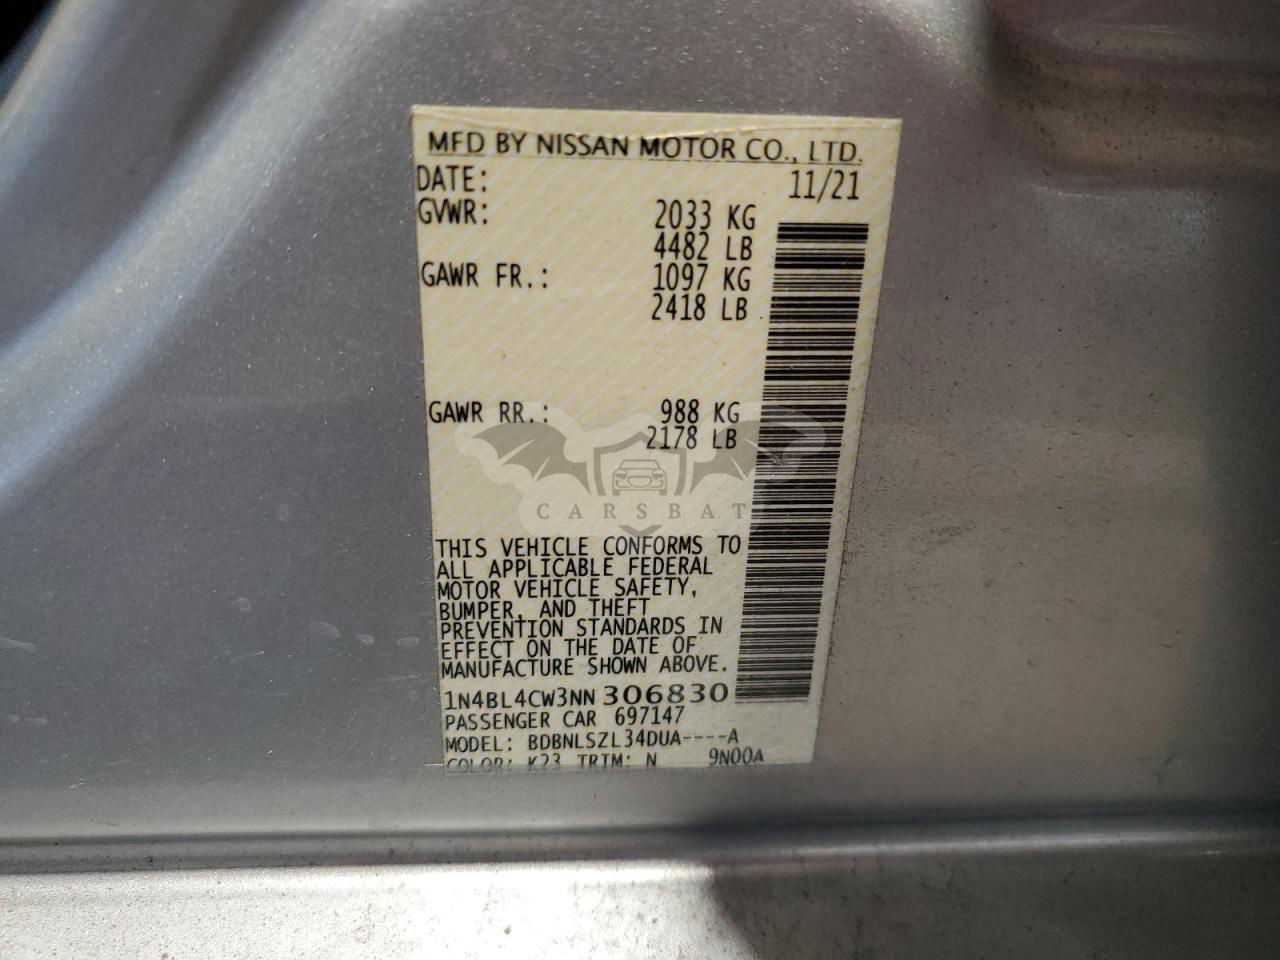 MFD BY NISSAN MOTOR CO., LTD.
DATE: 11/21
GVWR: 2033 KG
4482 LB
GAWR FR.: 1097 KG
2418 LB
GAWR RR.: 988 KG
2178 LB
CARSBAT
THIS VEHICLE CONFORMS TO
ALL APPLICABLE FEDERAL
MOTOR VEHICLE SAFETY,
BUMPER, AND THEFT
PREVENTION STANDARDS IN
EFFECT ON THE DATE OF
MANUFACTURE SHOWN ABOVE.
1N4BL4CW3NN306830
PASSENGER CAR 697147
MODEL: BDBNLSZL34DUA----A
COLOR: K23 TRIM: N 9N00A